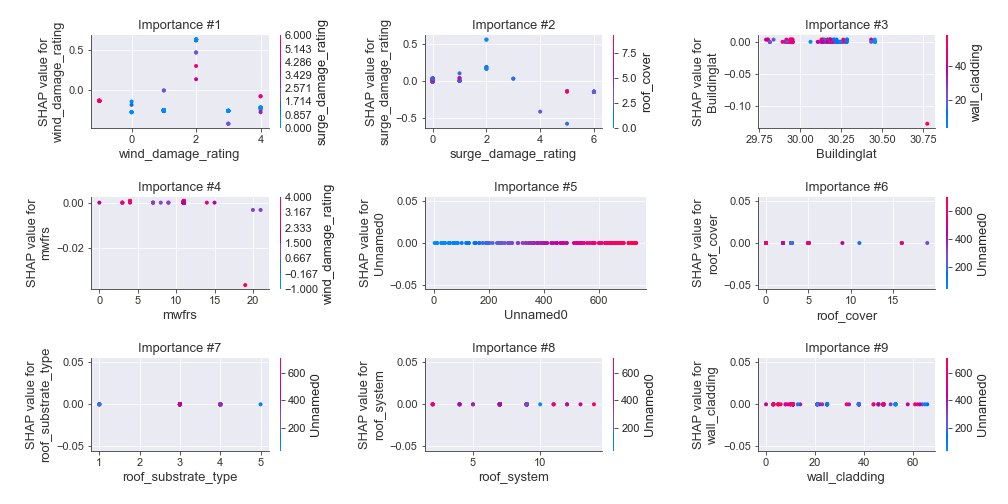 Importance #1
SHAP value for
wind_damage_rating
0.5
0.0
0
2
4
wind_damage_rating
6.000
5.143
4.286
3.429
2.571
1.714
0.857
0.000
surge_damage_rating
Importance #2
SHAP value for
surge_damage_rating
0.5
0.0
−0.5
0
2
4
6
surge_damage_rating
7.5
5.0
2.5
0.0
roof_cover
Importance #3
SHAP value for
Buildinglat
0.00
−0.05
−0.10
29.75
30.00
30.25
30.50
30.75
Buildinglat
40
20
wall_cladding
Importance #4
SHAP value for
mwfrs
0.00
−0.02
0
5
10
15
20
mwfrs
4.000
3.167
2.333
1.500
0.667
−0.167
−1.000
wind_damage_rating
Importance #5
SHAP value for
Unnamed0
0.05
0.00
−0.05
0
200
400
600
Unnamed0
Importance #6
SHAP value for
roof_cover
0.05
0.00
−0.05
0
5
10
15
roof_cover
600
400
200
Unnamed0
Importance #7
SHAP value for
roof_substrate_type
0.05
0.00
−0.05
1
2
3
4
5
roof_substrate_type
600
400
200
Unnamed0
Importance #8
SHAP value for
roof_system
0.05
0.00
−0.05
5
10
roof_system
600
400
200
Unnamed0
Importance #9
SHAP value for
wall_cladding
0.05
0.00
−0.05
0
20
40
60
wall_cladding
600
400
200
Unnamed0